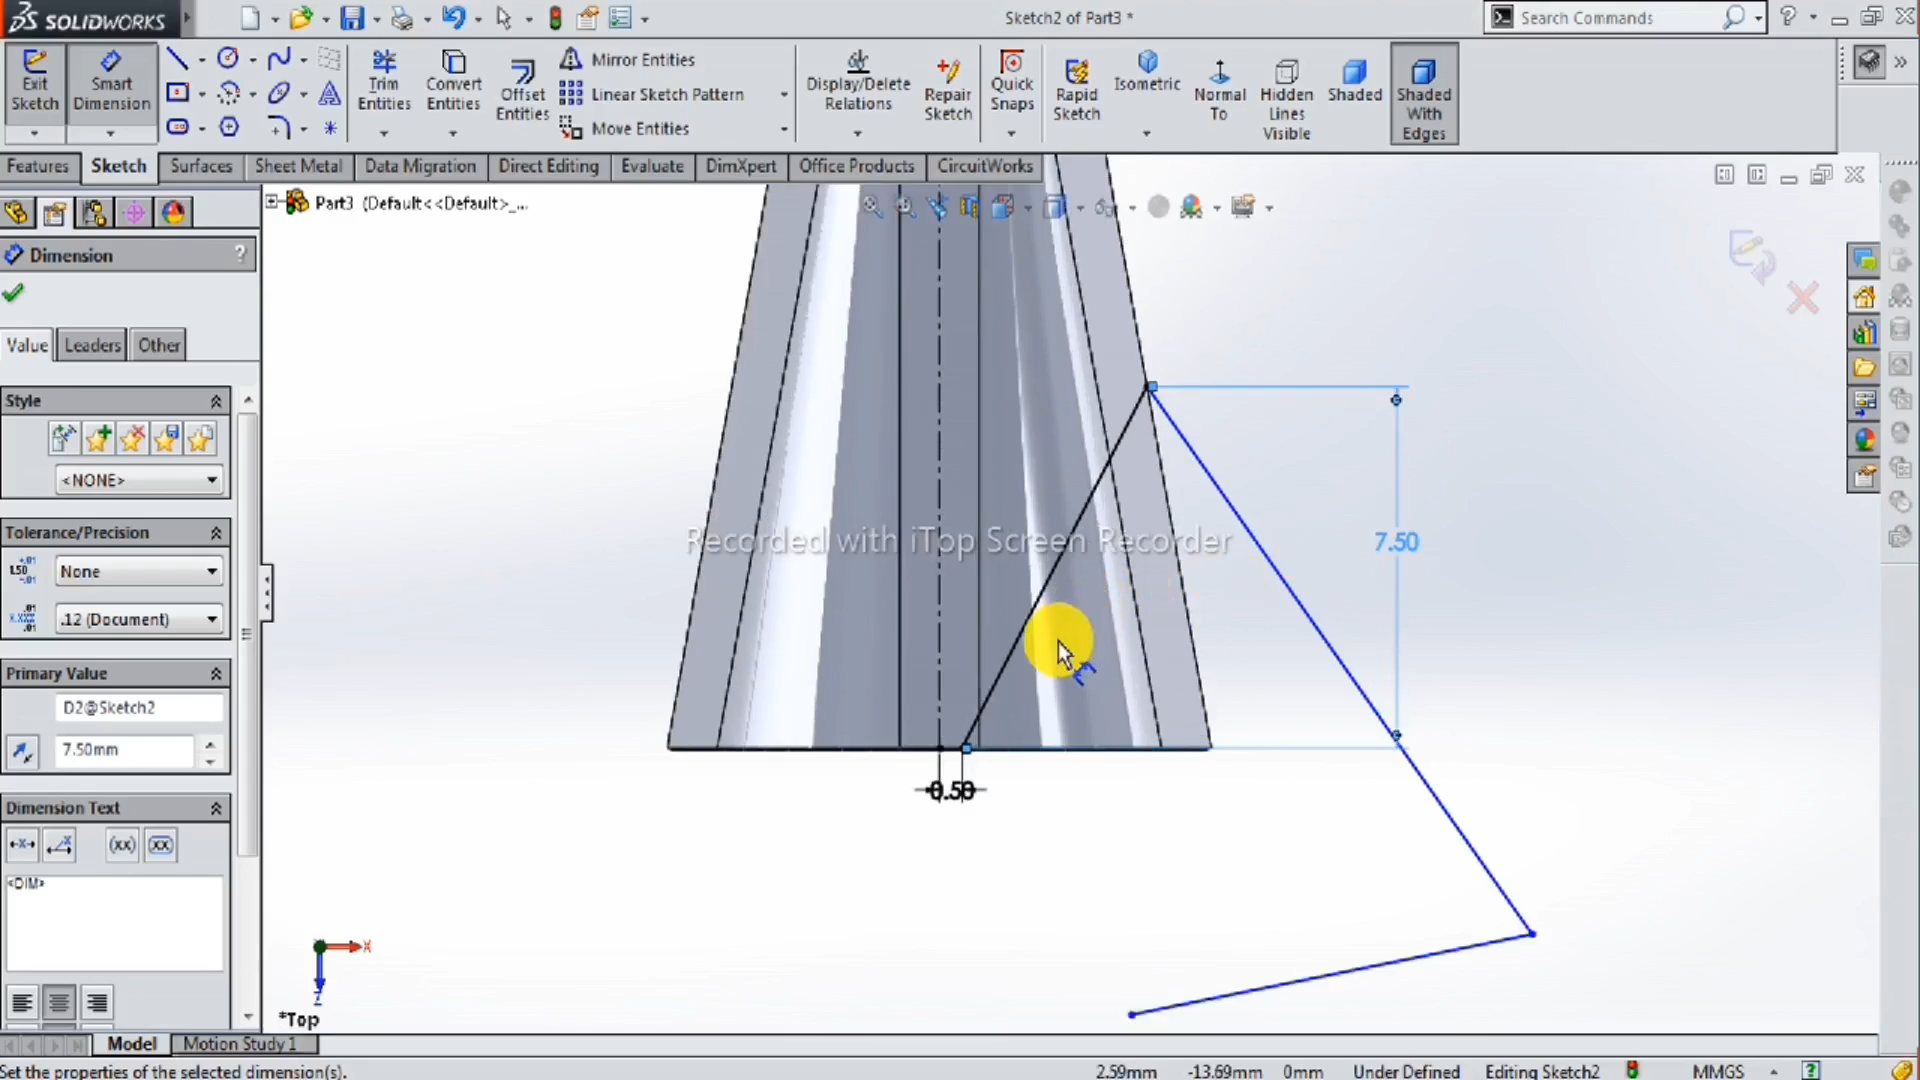 SOLIDWORKS
Sketch2 of Part3 *
Search Commands
Exit Sketch
Smart Dimension
Trim Entities
Convert Entities
Offset Entities
Mirror Entities
Linear Sketch Pattern
Move Entities
Display/Delete Relations
Repair Sketch
Quick Snaps
Rapid Sketch
Isometric
Normal To
Hidden Lines Visible
Shaded
Shaded With Edges
Features
Sketch
Surfaces
Sheet Metal
Data Migration
Direct Editing
Evaluate
DimXpert
Office Products
CircuitWorks
Part3 (Default<<Default>_...
Dimension
?
Value
Leaders
Other
Style
<NONE>
Tolerance/Precision
None
.12 (Document)
Primary Value
D2@Sketch2
7.50mm
Dimension Text
(xx)
(xx)
<DIM>
Recorded with iTop Screen Recorder
7.50
0.50
X
Z
*Top
Model
Motion Study 1
Set the properties of the selected dimension(s).
2.59mm
-13.69mm
0mm
Under Defined
Editing Sketch2
MMGS